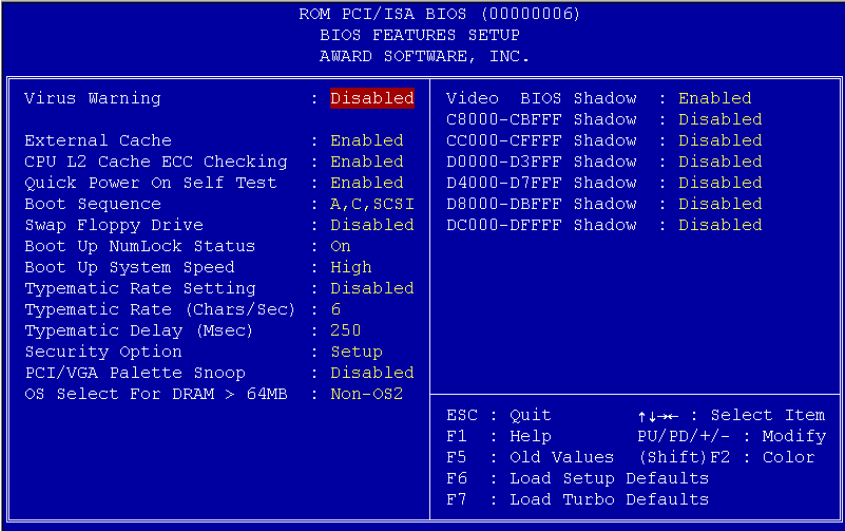 ROM PCI/ISA BIOS (00000006)
BIOS FEATURES SETUP
AWARD SOFTWARE, INC.
Virus Warning : Disabled
External Cache : Enabled
CPU L2 Cache ECC Checking : Enabled
Quick Power On Self Test : Enabled
Boot Sequence : A,C,SCSI
Swap Floppy Drive : Disabled
Boot Up NumLock Status : On
Boot Up System Speed : High
Typematic Rate Setting : Disabled
Typematic Rate (Chars/Sec) : 6
Typematic Delay (Msec) : 250
Security Option : Setup
PCI/VGA Palette Snoop : Disabled
OS Select For DRAM > 64MB : Non-OS2
Video BIOS Shadow : Enabled
C8000-CBFFF Shadow : Disabled
CC000-CFFFF Shadow : Disabled
D0000-D3FFF Shadow : Disabled
D4000-D7FFF Shadow : Disabled
D8000-DBFFF Shadow : Disabled
DC000-DFFFF Shadow : Disabled
ESC : Quit ↑↓→← : Select Item
F1 : Help PU/PD/+/- : Modify
F5 : Old Values (Shift)F2 : Color
F6 : Load Setup Defaults
F7 : Load Turbo Defaults